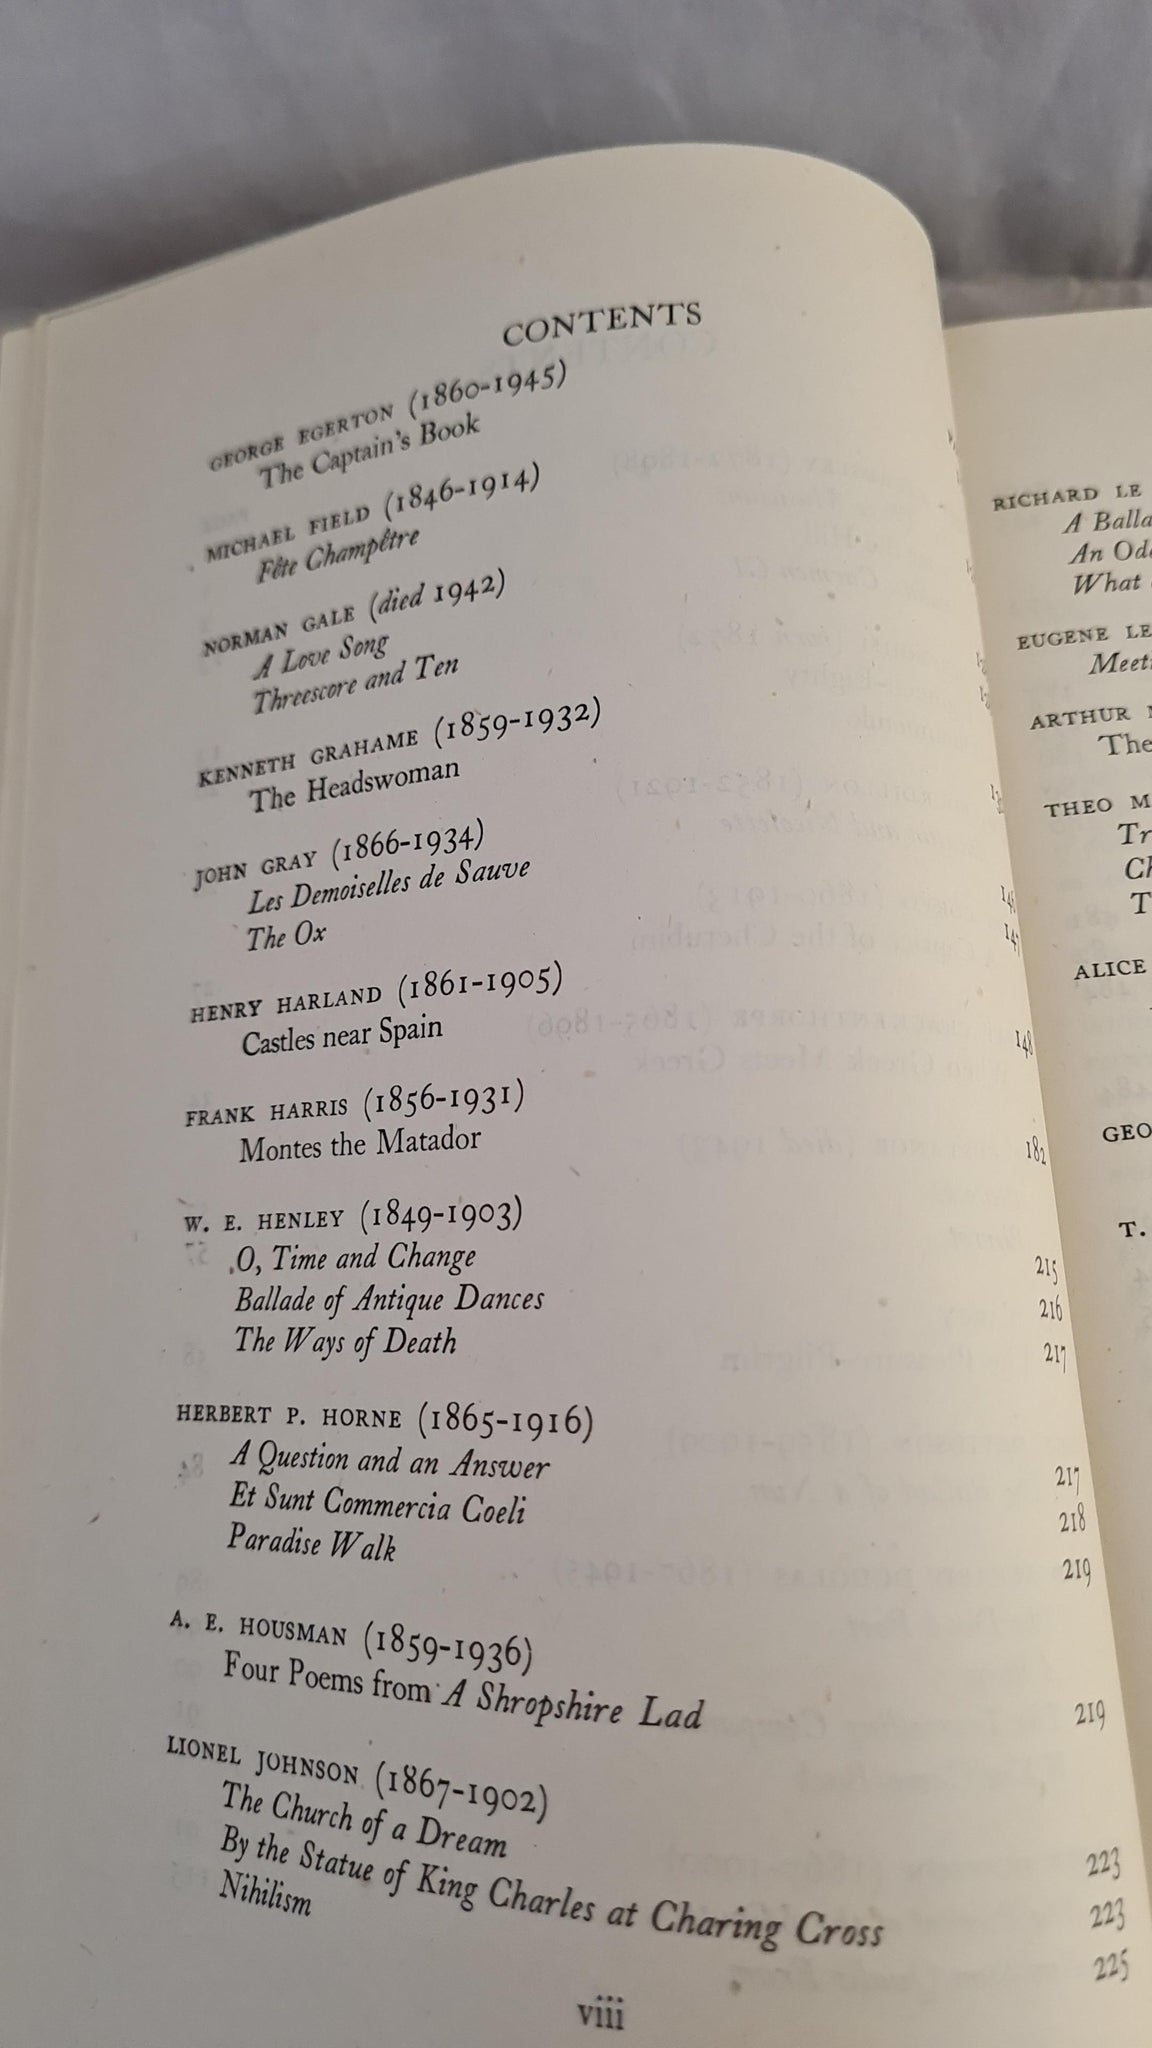 CONTENTS
GEORGE EGERTON (1860-1945)
The Captain's Book
MICHAEL FIELD (1846-1914)
Fête Champêtre
NORMAN GALE (died 1942)
A Love Song
Threescore and Ten
KENNETH GRAHAME (1859-1932)
The Headswoman
JOHN GRAY (1866-1934)
Les Demoiselles de Sauve
The Ox 147
HENRY HARLAND (1861-1905)
Castles near Spain 148
FRANK HARRIS (1856-1931)
Montes the Matador 182
W. E. HENLEY (1849-1903)
O, Time and Change 215
Ballade of Antique Dances 216
The Ways of Death 217
HERBERT P. HORNE (1865-1916)
A Question and an Answer 217
Et Sunt Commercia Coeli 218
Paradise Walk 219
A. E. HOUSMAN (1859-1936)
Four Poems from A Shropshire Lad 219
LIONEL JOHNSON (1867-1902)
The Church of a Dream 223
By the Statue of King Charles at Charing Cross 223
Nihilism 225
viii
RICHARD LE
A Balla
An Od
What
EUGENE LE
Meet
ARTHUR
The
THEO M
Tr
Ch
T
ALICE
GEO
T.